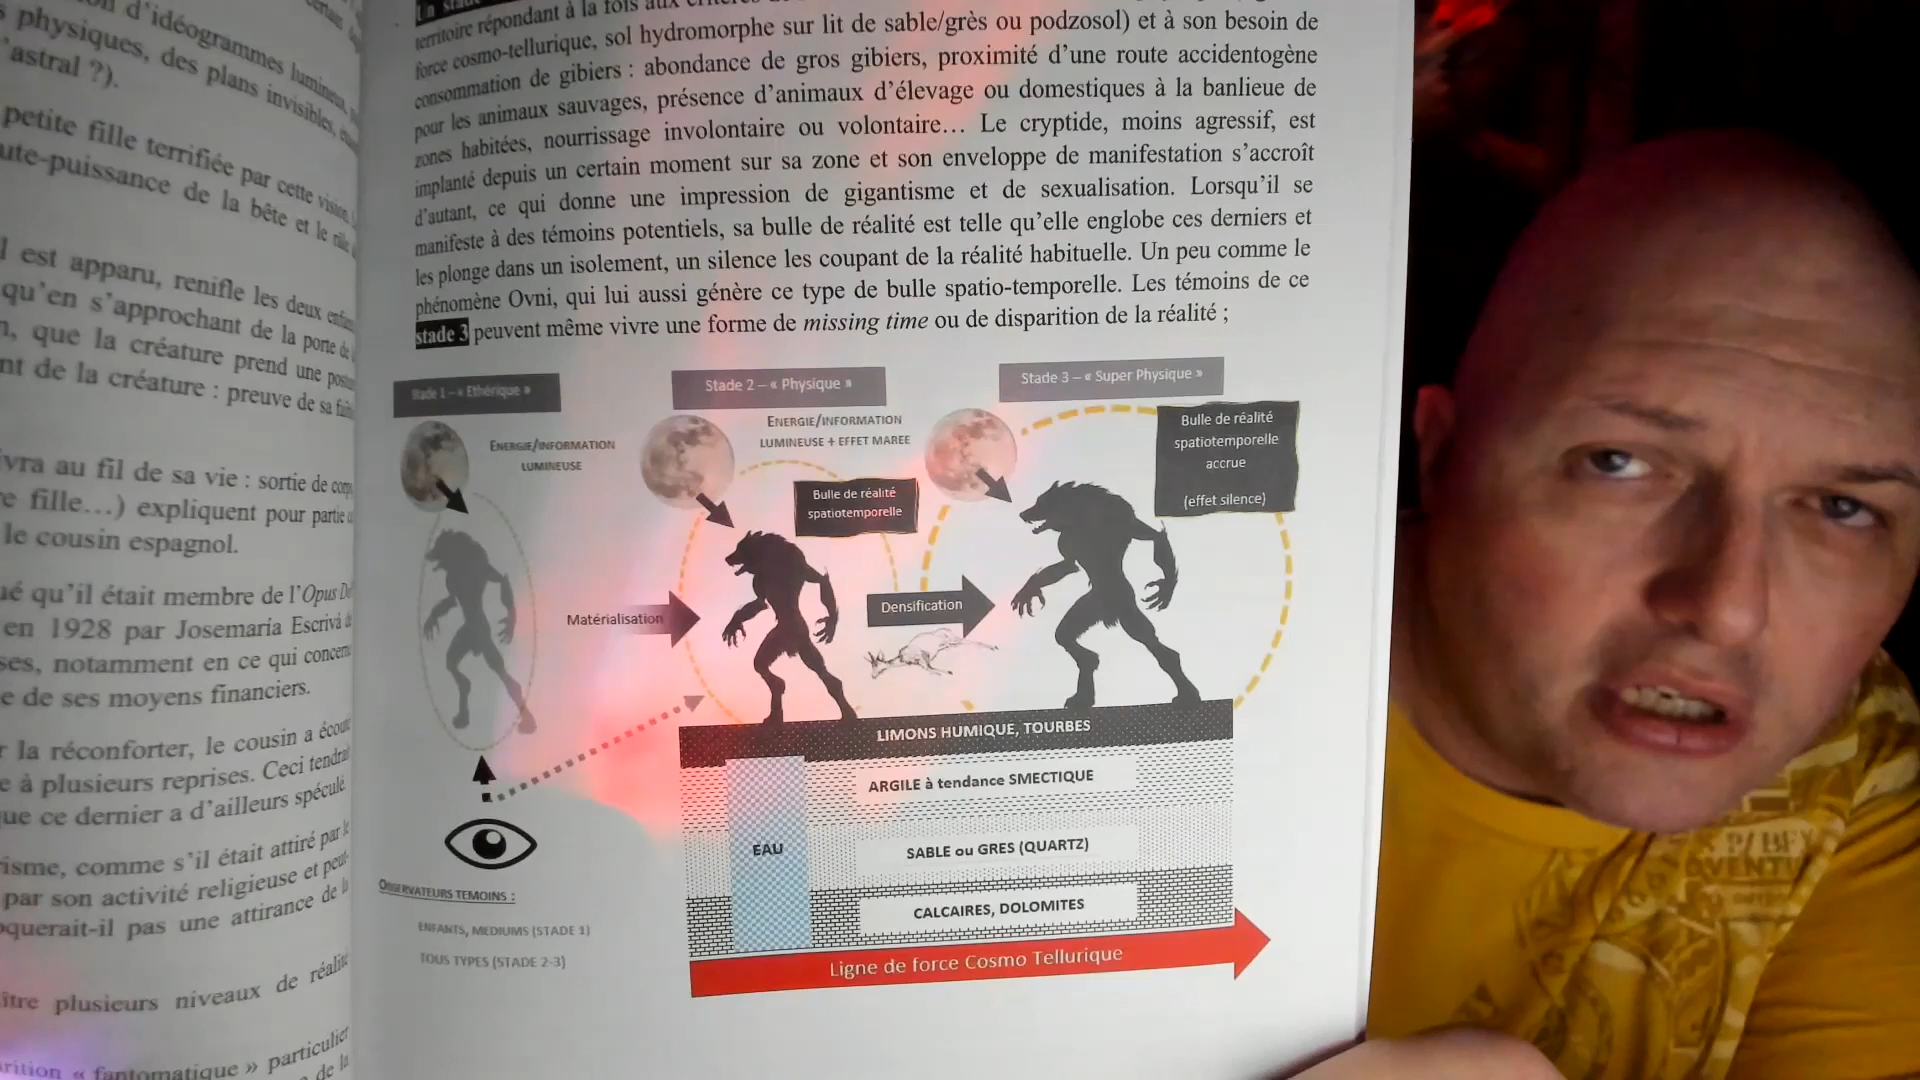 d'idéogrammes lumineux,
physiques, des plans invisibles,
'astral ?).
petite fille terrifiée par cette vision
ute-puissance de la bête et le
l est apparu, renifle les deux
qu'en s'approchant de la porte de
que la créature prend une
nt de la créature : preuve de sa
vra au fil de sa vie : sortie de
e fille…) expliquent pour partie
le cousin espagnol.
ué qu'il était membre de l'Opus
en 1928 par Josemaría Escrivá
ses, notamment en ce qui
e de ses moyens financiers.
r la réconforter, le cousin a
e à plusieurs reprises. Ceci
que ce dernier a d'ailleurs spéculé.
isme, comme s'il était attiré par
par son activité religieuse et
oquerait-il pas une attirance de
ître plusieurs niveaux de réalité
rition « fantomatique » particulier
de la
territoire répondant à la fois aux
force cosmo-tellurique, sol hydromorphe sur lit de sable/grès ou podzosol) et à son besoin de
consommation de gibiers : abondance de gros gibiers, proximité d'une route accidentogène
pour les animaux sauvages, présence d'animaux d'élevage ou domestiques à la banlieue de
zones habitées, nourrissage involontaire ou volontaire… Le cryptide, moins agressif, est
implanté depuis un certain moment sur sa zone et son enveloppe de manifestation s'accroît
d'autant, ce qui donne une impression de gigantisme et de sexualisation. Lorsqu'il se
manifeste à des témoins potentiels, sa bulle de réalité est telle qu'elle englobe ces derniers et
les plonge dans un isolement, un silence les coupant de la réalité habituelle. Un peu comme le
phénomène Ovni, qui lui aussi génère ce type de bulle spatio-temporelle. Les témoins de ce
stade 3 peuvent même vivre une forme de missing time ou de disparition de la réalité ;
Stade 1 – « Ethérique »
Stade 2 – « Physique »
Stade 3 – « Super Physique »
ENERGIE/INFORMATION
LUMINEUSE
ENERGIE/INFORMATION
LUMINEUSE + EFFET MAREE
Bulle de réalité
spatiotemporelle
Bulle de réalité
spatiotemporelle
accrue
(effet silence)
Matérialisation
Densification
LIMONS HUMIQUE, TOURBES
ARGILE à tendance SMECTIQUE
EAU
SABLE ou GRES (QUARTZ)
CALCAIRES, DOLOMITES
Ligne de force Cosmo Tellurique
OBSERVATEURS TEMOINS :
ENFANTS, MEDIUMS (STADE 1)
TOUS TYPES (STADE 2-3)